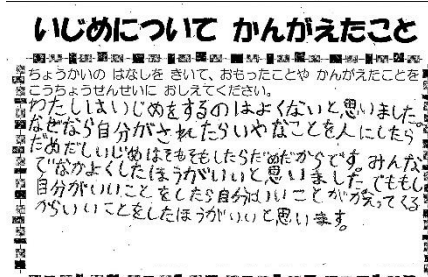 いじめについて かんがえたこと
ちょうかいの はなしを きいて、おもったことや かんがえたことを
こうちょうせんせいに おしえてください。
わたしはいじめをするのはよくないと思いました。
なぜなら自分がされたらいやなことを人にしたら
だめだしいじめはそもそもしたらだめだからです。みんな
でなかよくしたほうがいいと思いました。でももし
自分がいいことをしたら自分はいいことがかえってくる
からいいことをしたほうがいいと思います。